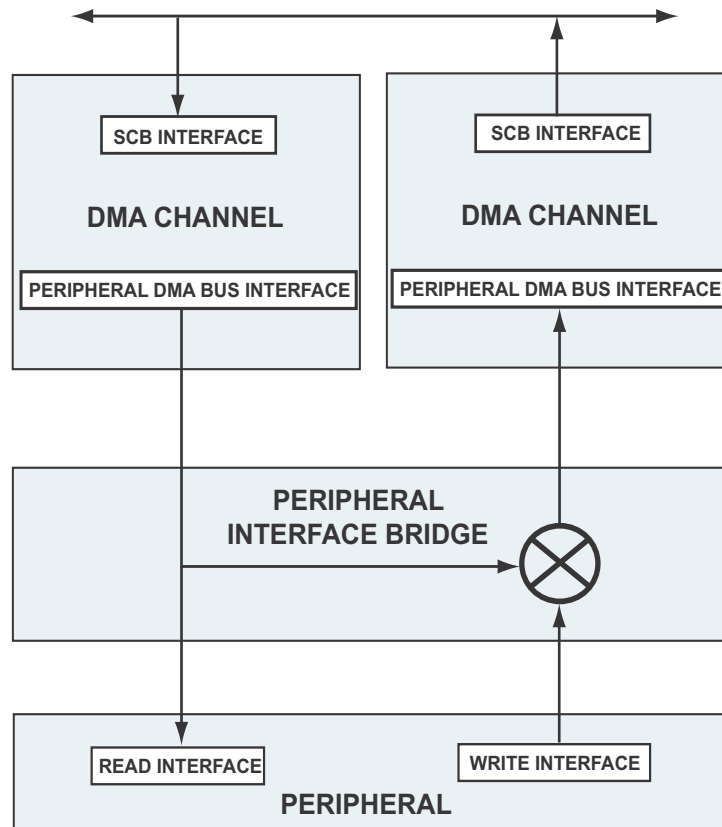 SCB INTERFACE
SCB INTERFACE
DMA CHANNEL
DMA CHANNEL
PERIPHERAL DMA BUS INTERFACE
PERIPHERAL DMA BUS INTERFACE
PERIPHERAL
INTERFACE BRIDGE
READ INTERFACE
WRITE INTERFACE
PERIPHERAL